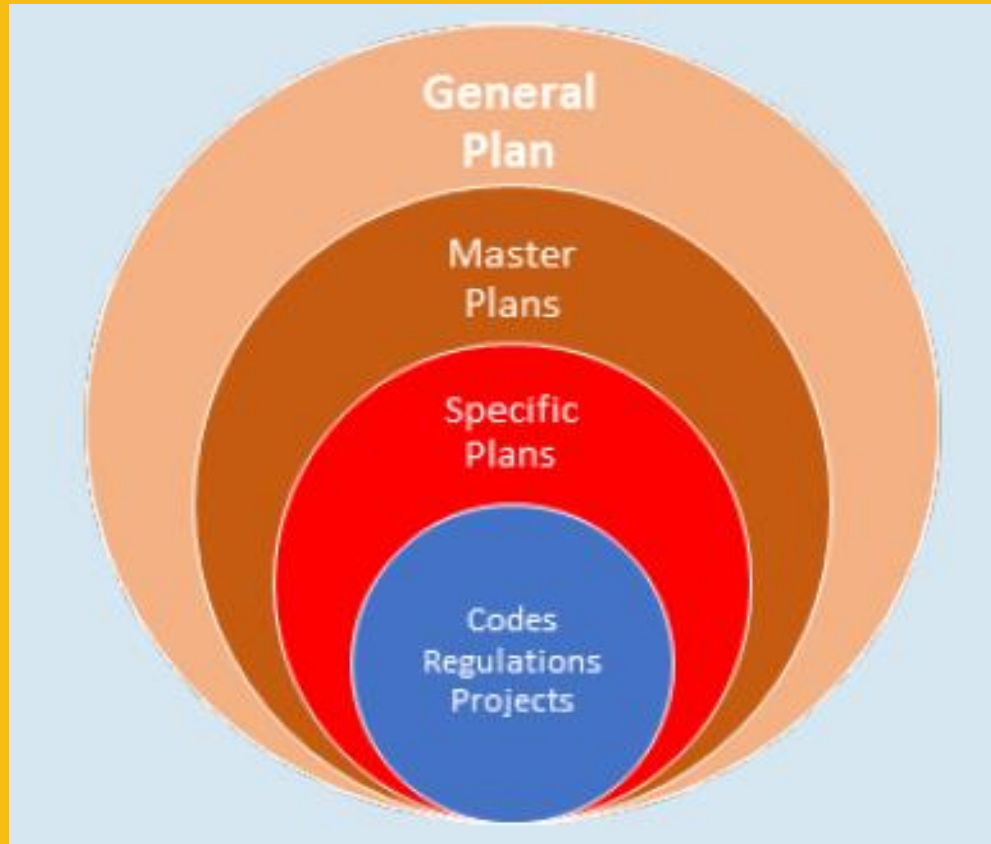 General
Plan
Master
Plans
Specific
Plans
Codes
Regulations
Projects